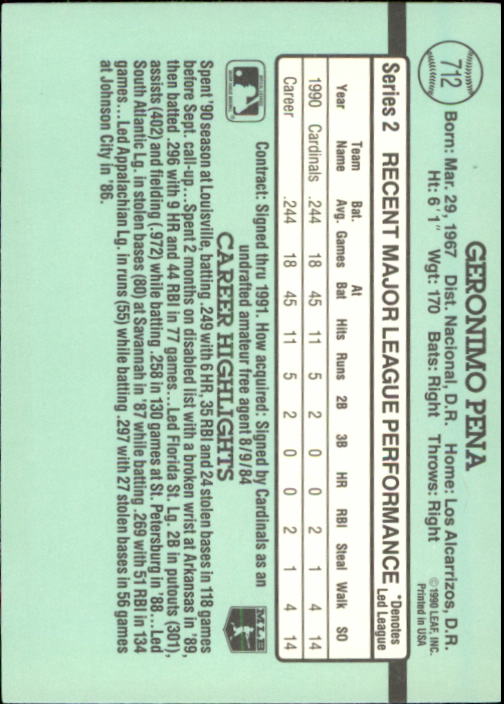 712
GERONIMO PENA
Born: Mar. 29, 1967 Dist. Nacional, D.R. Home: Los Alcarrizos, D.R.
Ht: 6'1" Wgt: 170 Bats: Right Throws: Right
©1990 LEAF, INC.
Printed in USA
Series 2 RECENT MAJOR LEAGUE PERFORMANCE *Denotes Led League
Year Team Name Bat. Avg. Games At Bat Hits Runs 2B 3B HR RBI Steal Walk SO
1990 Cardinals .244 18 45 11 5 2 0 0 2 1 4 14
Career .244 18 45 11 5 2 0 0 2 1 4 14
Contract: Signed thru 1991. How acquired: Signed by Cardinals as an
undrafted amateur free agent 8/9/84
MLB
CAREER HIGHLIGHTS
Spent '90 season at Louisville, batting .249 with 6 HR, 35 RBI and 24 stolen bases in 118 games
before Sept. call-up...Spent 2 months on disabled list with a broken wrist at Arkansas in '89,
then batted .296 with 9 HR and 44 RBI in 77 games...Led Florida St. Lg. 2B in putouts (301),
assists (402) and fielding (.972) while batting .258 in 130 games at St. Petersburg in '88...Led
South Atlantic Lg. in stolen bases (80) at Savannah in '87 while batting .269 with 51 RBI in 134
games...Led Appalachian Lg. in runs (55) while batting .297 with 27 stolen bases in 56 games
at Johnson City in '86.